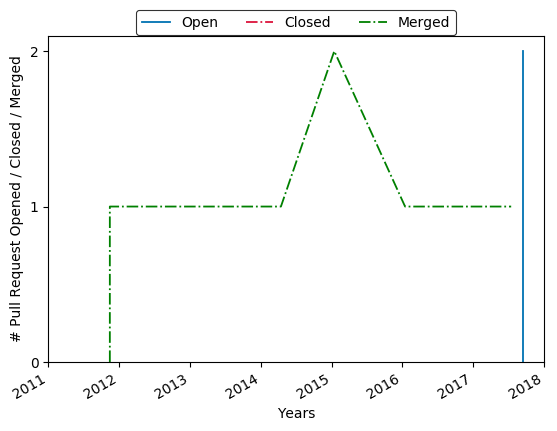 Open Closed Merged
# Pull Request Opened / Closed / Merged
2
1
0
2011 2012 2013 2014 2015 2016 2017 2018
Years